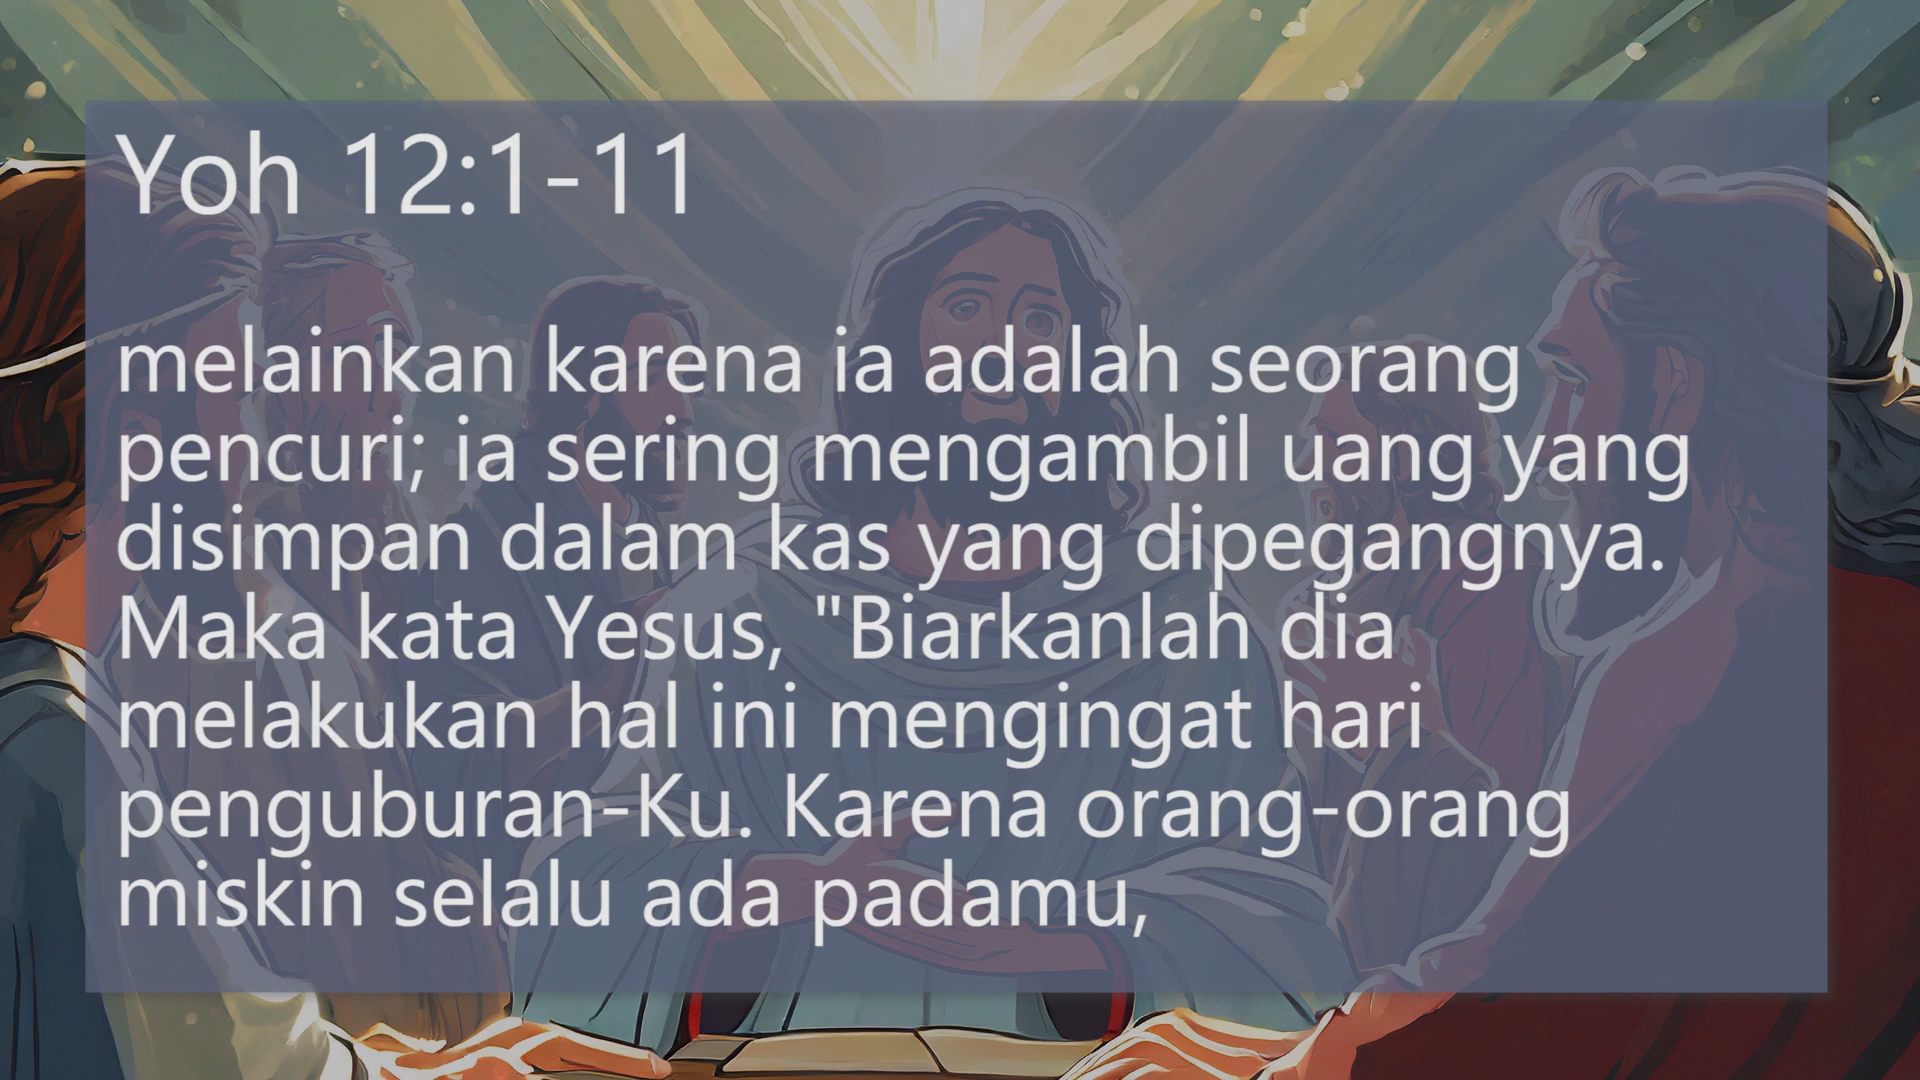 Yoh 12:1-11
melainkan karena ia adalah seorang
pencuri; ia sering mengambil uang yang
disimpan dalam kas yang dipegangnya.
Maka kata Yesus, "Biarkanlah dia
melakukan hal ini mengingat hari
penguburan-Ku. Karena orang-orang
miskin selalu ada padamu,